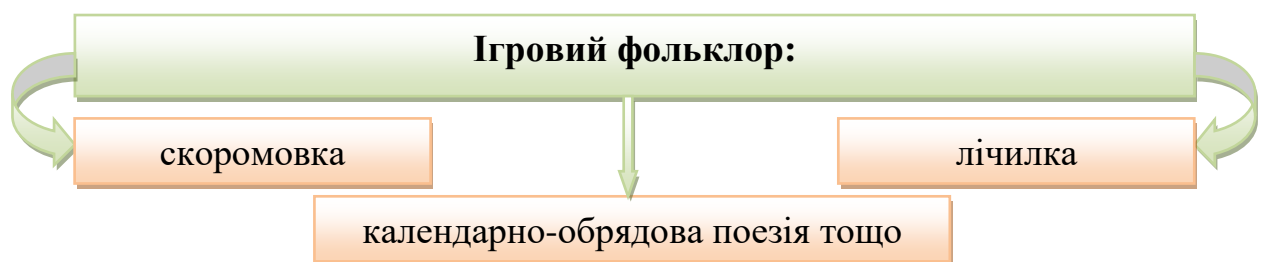 Ігровий фольклор:
скоромовка
лічилка
календарно-обрядова поезія тощо